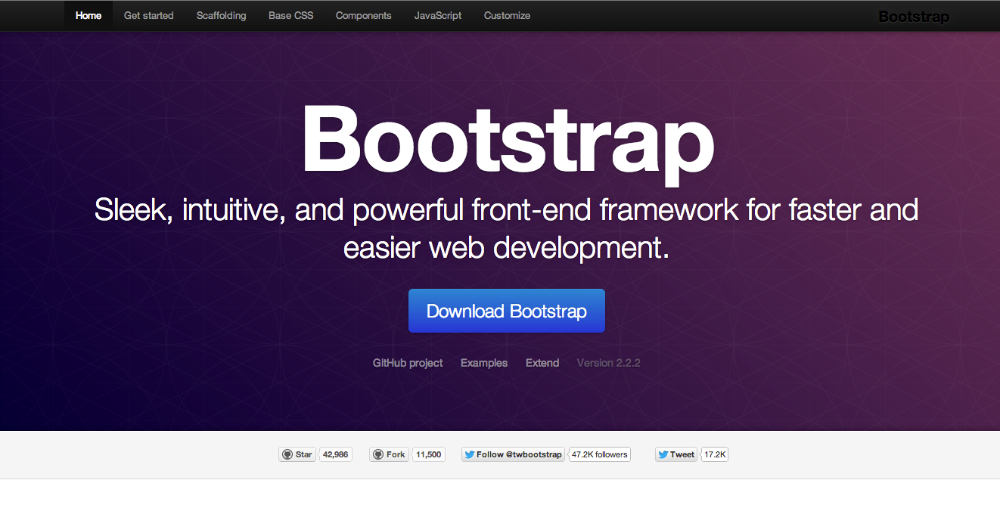 Home Get started Scaffolding Base CSS Components JavaScript Customize Bootstrap
Bootstrap
Sleek, intuitive, and powerful front-end framework for faster and
easier web development.
Download Bootstrap
GitHub project Examples Extend Version 2.2.2
Star 42,986 Fork 11,500 Follow @twbootstrap 47.2K followers Tweet 17.2K